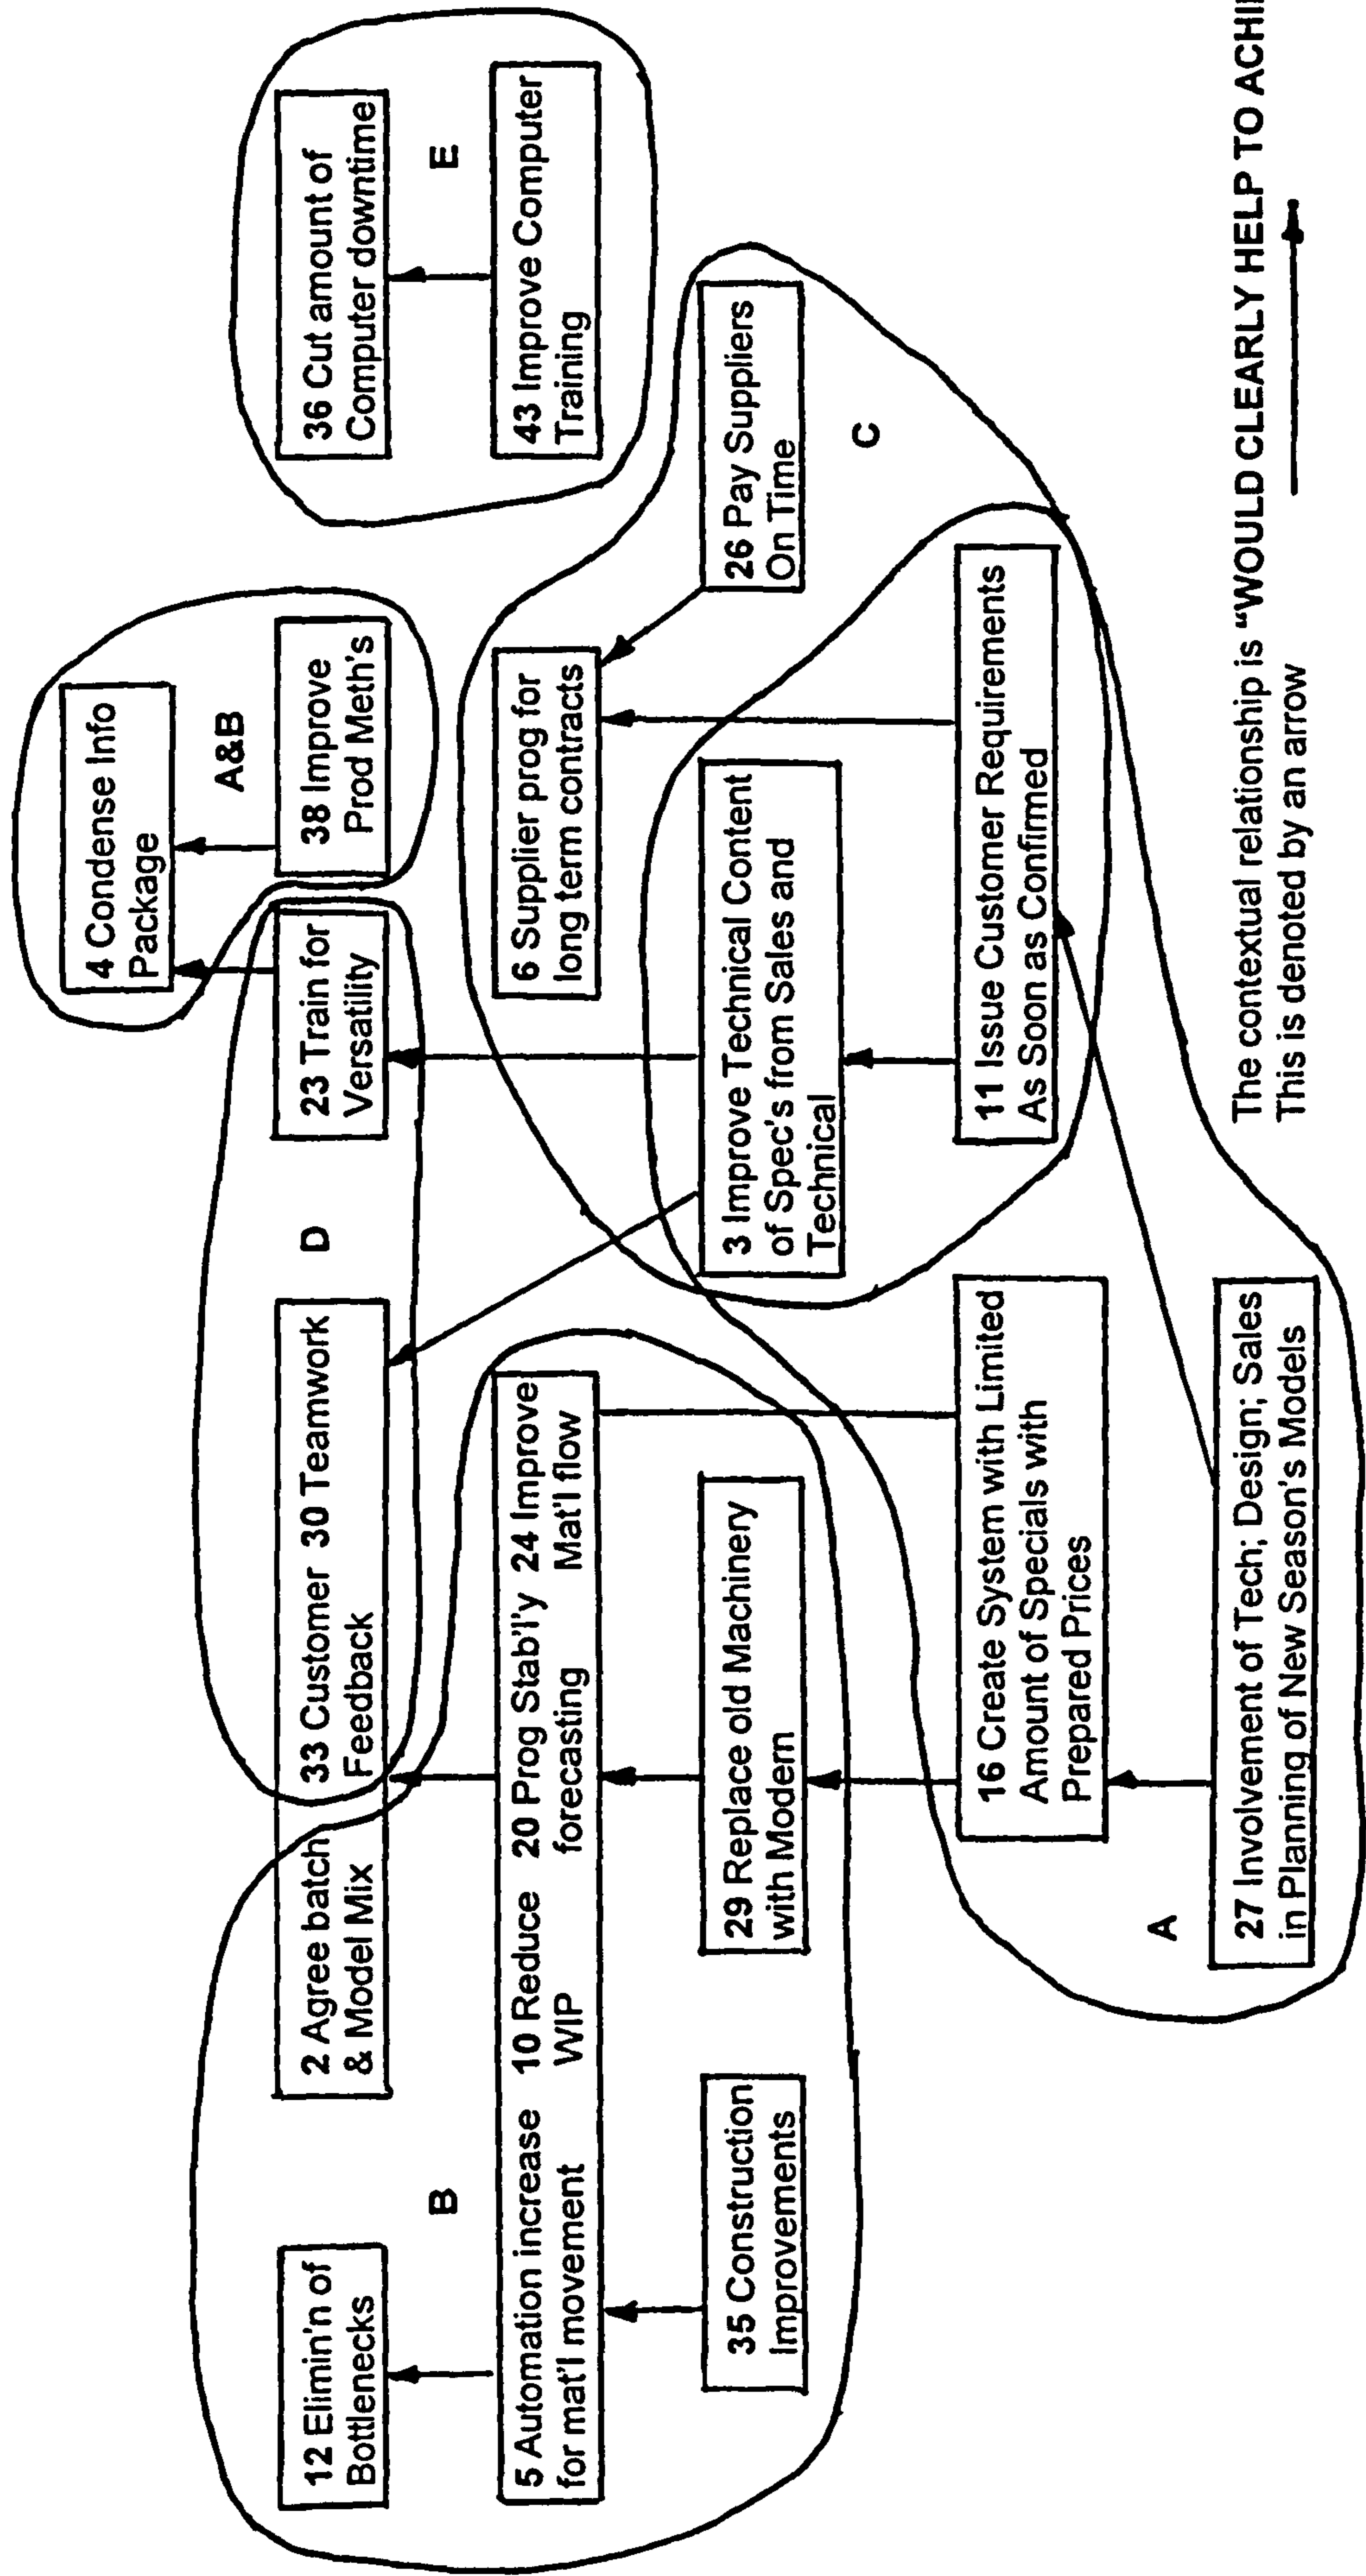 4 Condense Info
Package
A&B
12 Elimin'n of
Bottlenecks
2 Agree batch
& Model Mix
33 Customer
Feedback
30 Teamwork
D
23 Train for
Versatility
38 Improve
Prod Meth's
36 Cut amount of
Computer downtime
B
E
5 Automation increase
for mat'l movement
10 Reduce
WIP
20 Prog Stab'l'y
forecasting
24 Improve
Mat'l flow
6 Supplier prog for
long term contracts
43 Improve Computer
Training
35 Construction
Improvements
29 Replace old Machinery
with Modern
3 Improve Technical Content
of Spec's from Sales and
Technical
26 Pay Suppliers
On Time
C
16 Create System with Limited
Amount of Specials with
Prepared Prices
11 Issue Customer Requirements
As Soon as Confirmed
A
27 Involvement of Tech; Design; Sales
in Planning of New Season's Models
The contextual relationship is “WOULD CLEARLY HELP TO
This is denoted by an arrow